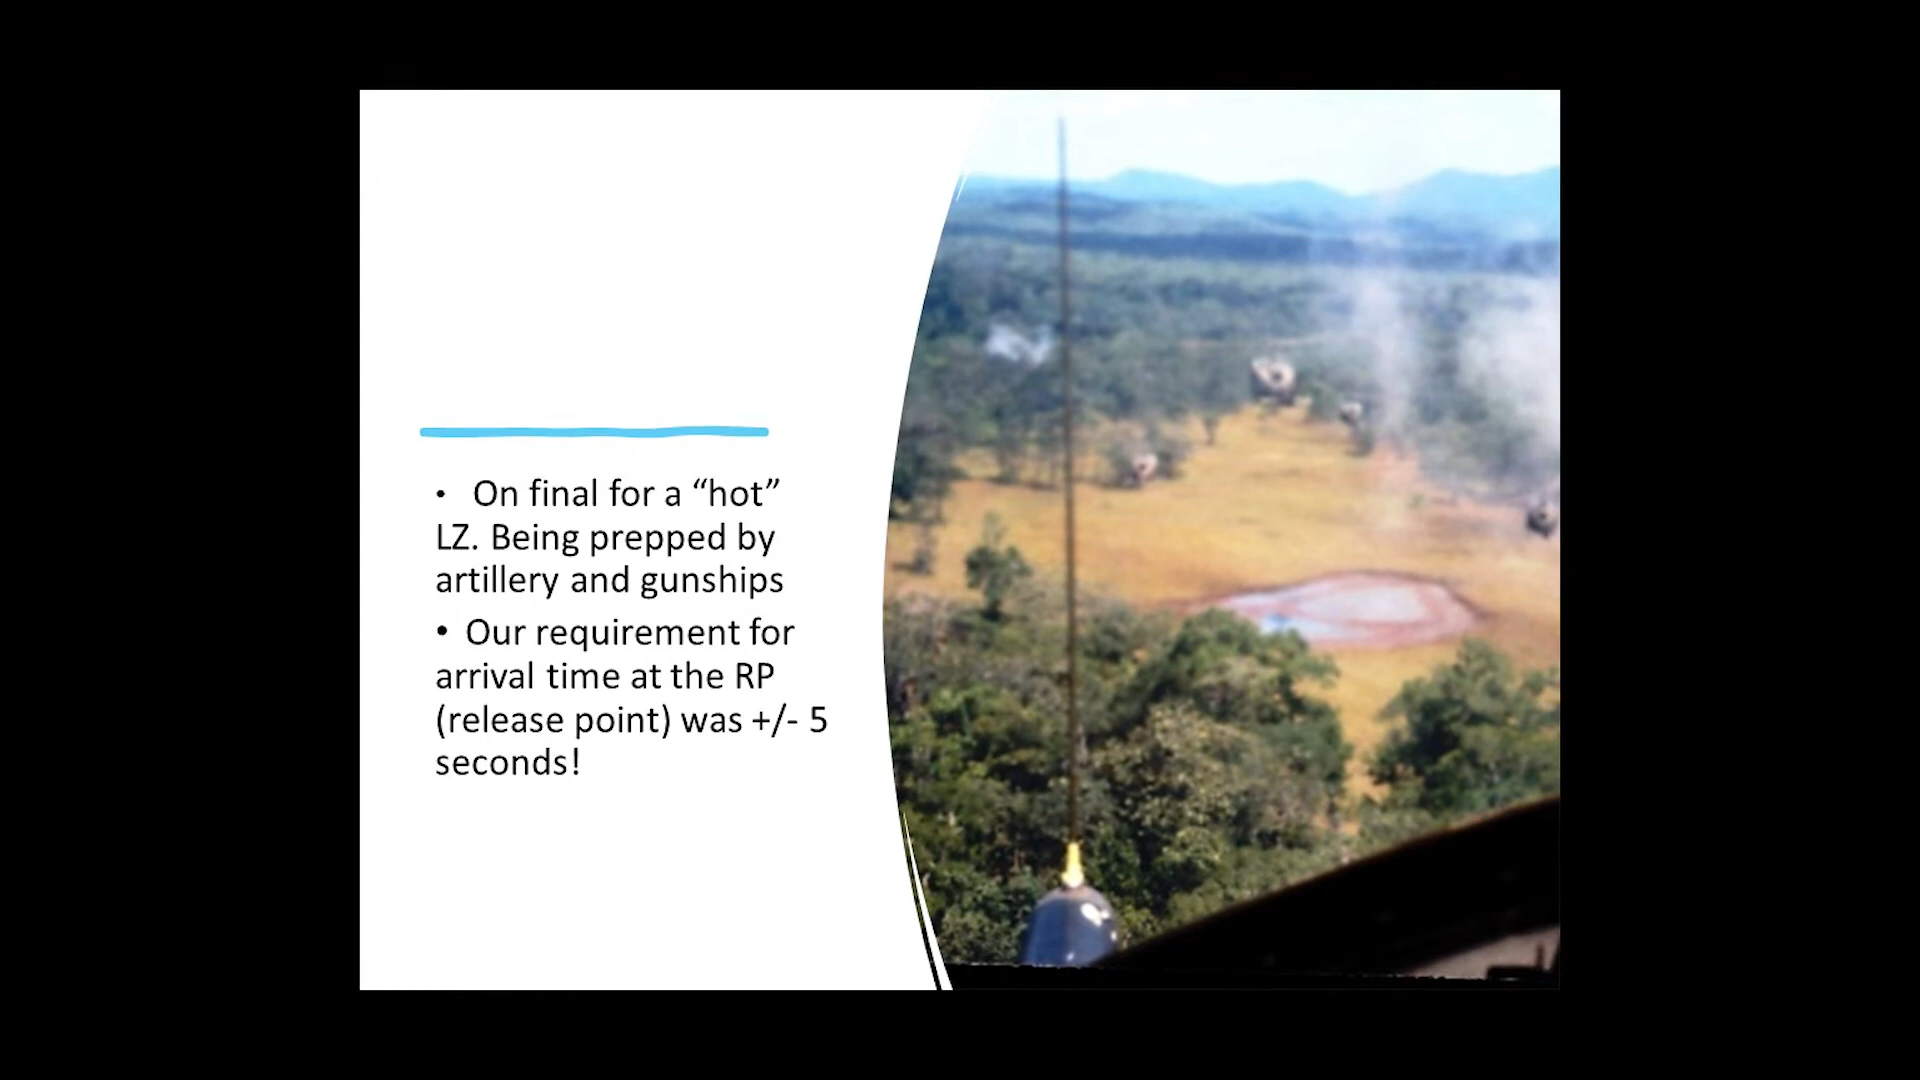 • On final for a “hot”
LZ. Being prepped by
artillery and gunships
• Our requirement for
arrival time at the RP
(release point) was +/- 5
seconds!